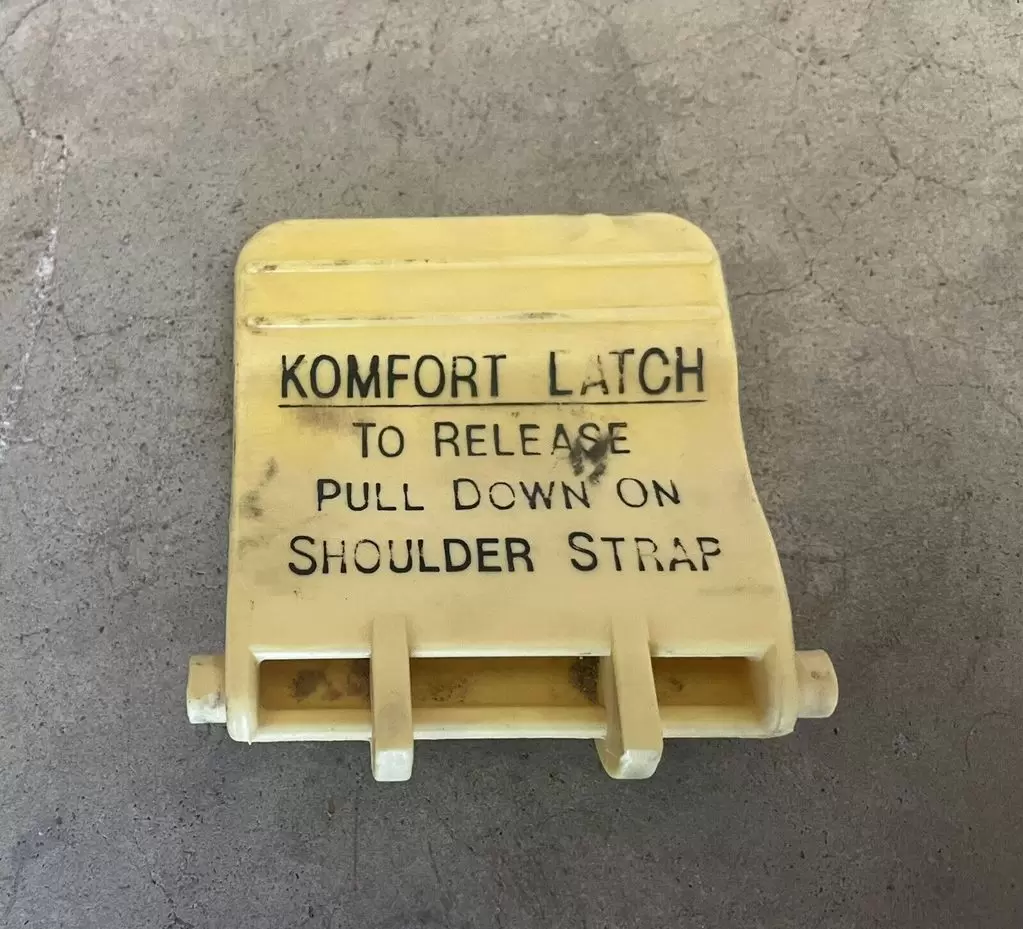 KOMFORT LATCH
TO RELEASE
PULL DOWN ON
SHOULDER STRAP